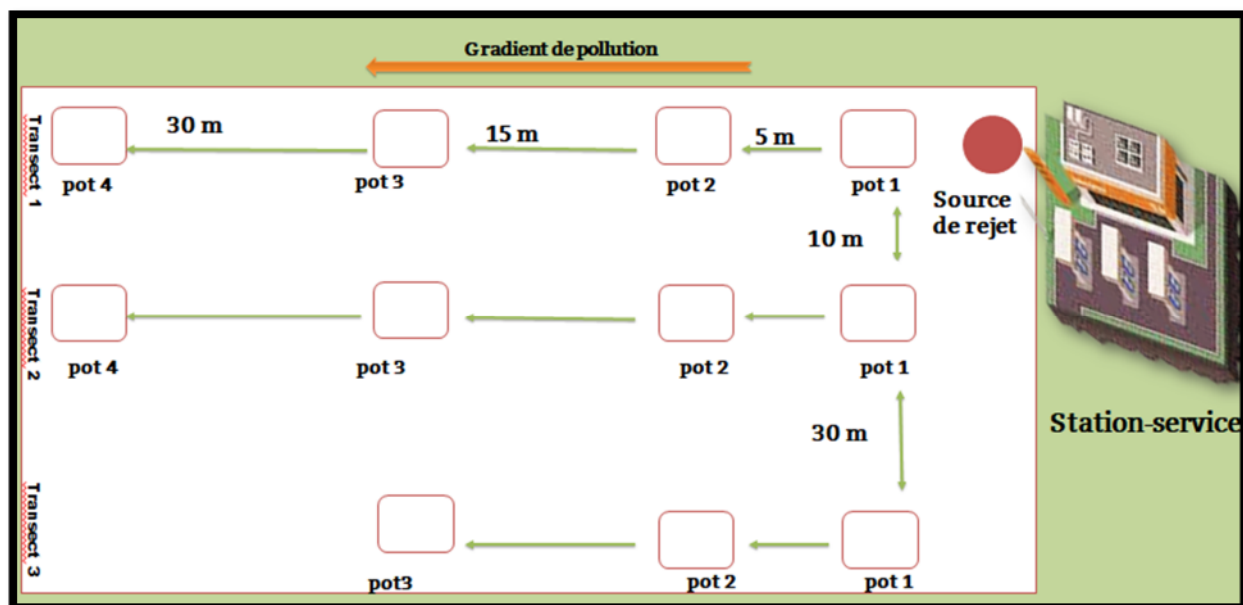 Gradient de pollution
Transect 1
30 m
15 m
5 m
pot 4
pot 3
pot 2
pot 1
Source
de rejet
10 m
Transect 2
pot 4
pot 3
pot 2
pot 1
Station-service
30 m
Transect 3
pot3
pot 2
pot 1